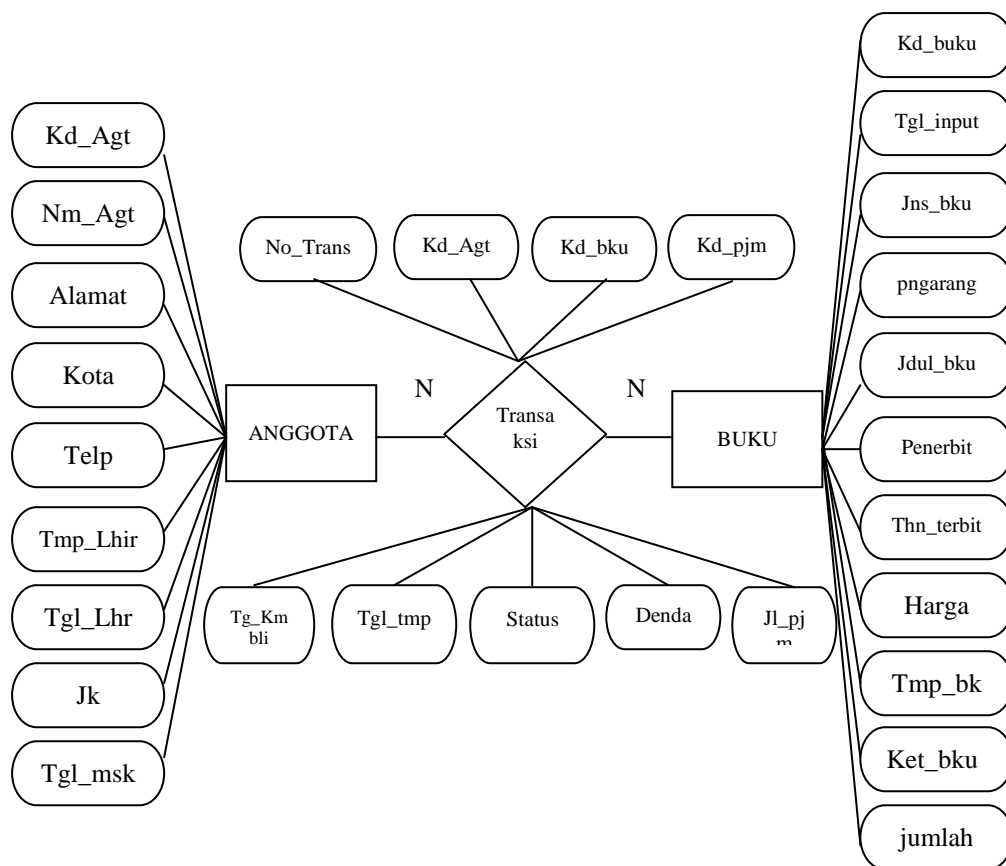 Kd_Agt
Nm_Agt
Alamat
Kota
Telp
Tmp_Lhir
Tgl_Lhr
Jk
Tgl_msk
ANGGOTA
N
No_Trans
Kd_Agt
Kd_bku
Kd_pjm
Transa
ksi
Tg_Km
bli
Tgl_tmp
Status
Denda
Jl_pj
m
N
BUKU
Kd_buku
Tgl_input
Jns_bku
pngarang
Jdul_bku
Penerbit
Thn_terbit
Harga
Tmp_bk
Ket_bku
jumlah